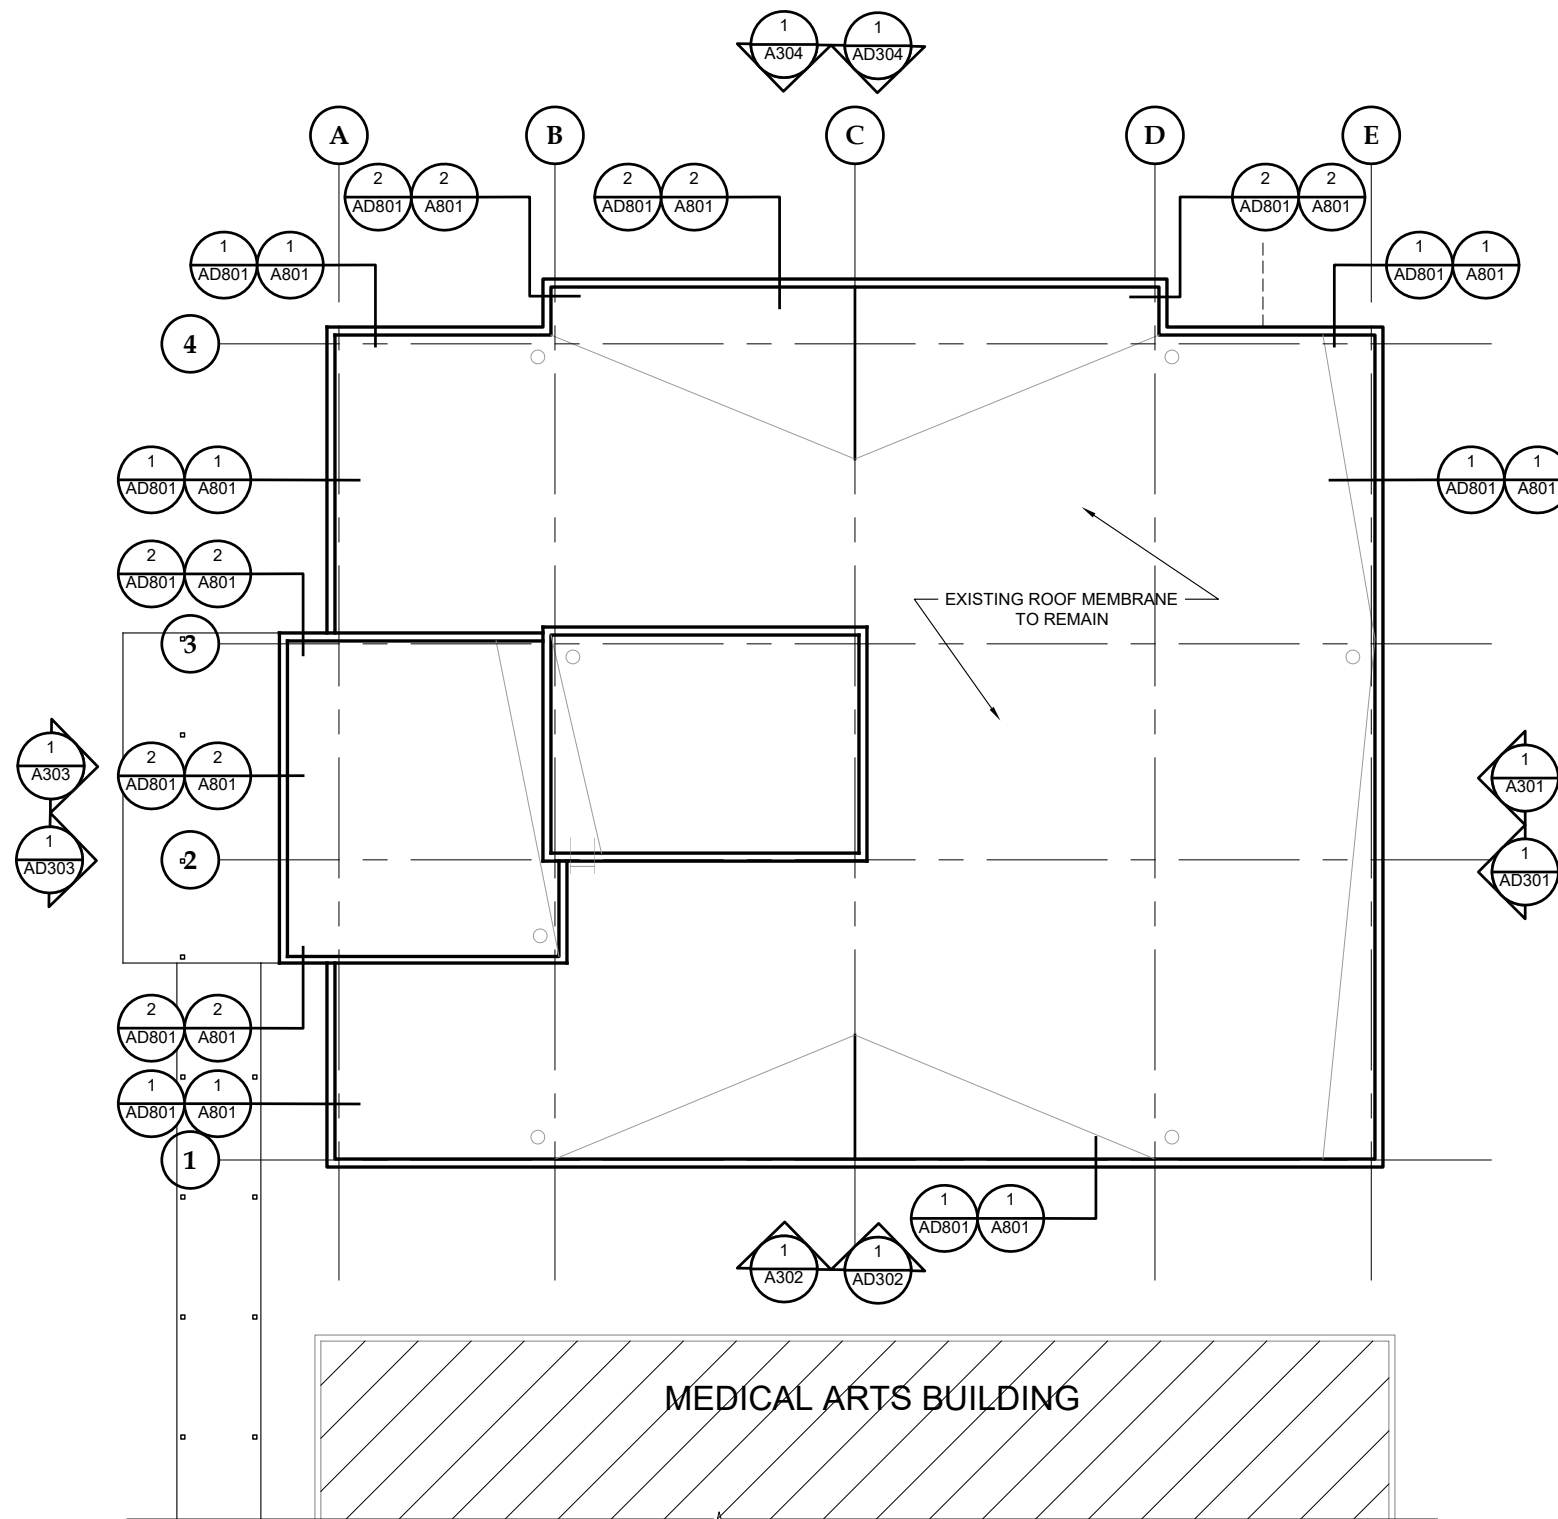 1 1
A304 AD304
A B C D E
2 2 2 2 2 2
AD801 A801 AD801 A801 AD801 A801
1 1 1 1
AD801 A801 AD801 A801
4
1 1 1 1
AD801 A801 AD801 A801
2 2
AD801 A801
EXISTING ROOF MEMBRANE
TO REMAIN
3
1 2 2 1
A303 AD801 A801 A301
1 1
AD303 AD301
2
2 2
AD801 A801
1 1
AD801 A801
1
1 1
AD801 A801
1 1
A302 AD302
MEDICAL ARTS BUILDING